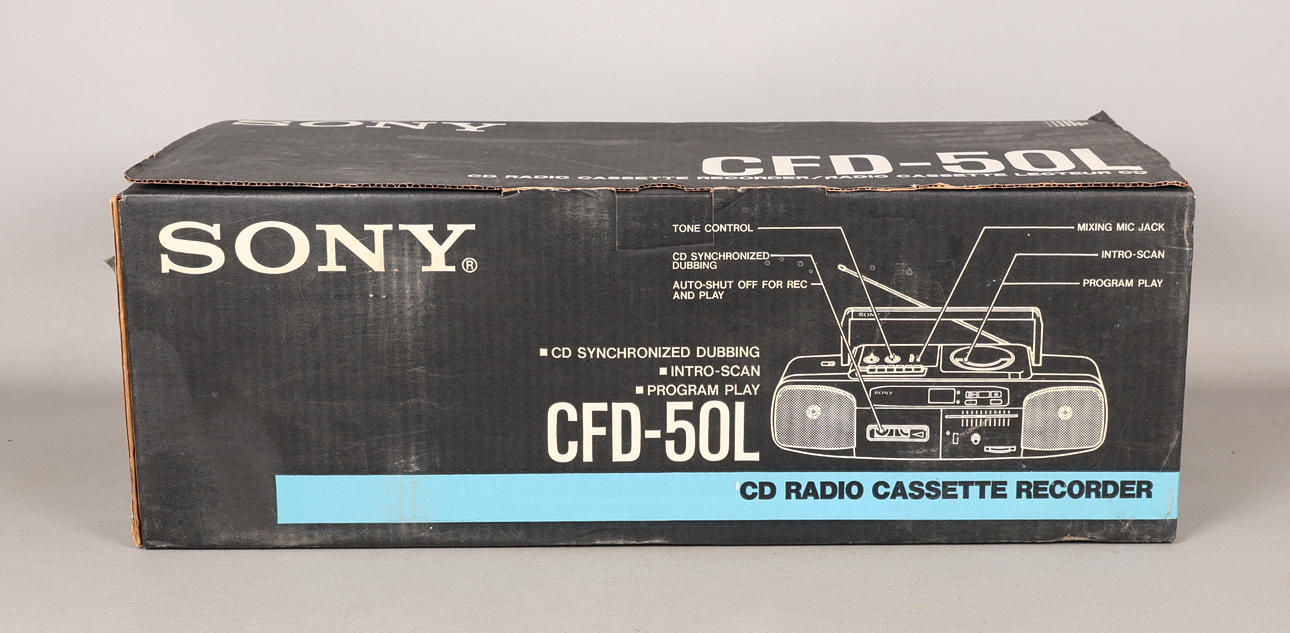 SONY
CFD-50L
CD RADIO CASSETTE RECORDER/RADIO CASSETTE LECTEUR CD
SONY®
TONE CONTROL
CD SYNCHRONIZED
DUBBING
AUTO-SHUT OFF FOR REC
AND PLAY
MIXING MIC JACK
INTRO-SCAN
PROGRAM PLAY
SONY
SONY
■CD SYNCHRONIZED DUBBING
■INTRO-SCAN
■PROGRAM PLAY
CFD-50L
CD RADIO CASSETTE RECORDER